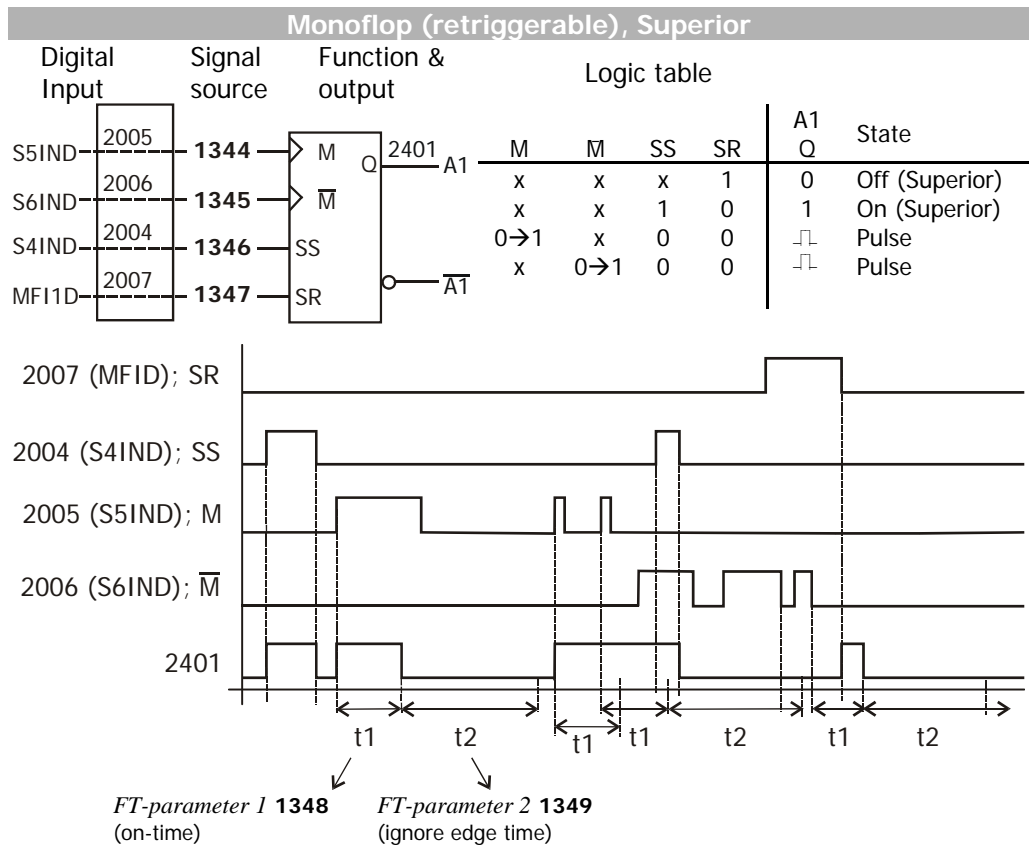 Monoflop (retriggerable), Superior
Digital Input
Signal source
Function & output
Logic table
S5IND 2005 1344 M Q 2401 A1
S6IND 2006 1345 M̅
S4IND 2004 1346 SS
MFI1D 2007 1347 SR A̅1̅
M M̅ SS SR A1 Q State
x x x 1 0 Off (Superior)
x x 1 0 1 On (Superior)
0→1 x 0 0 Pulse
x 0→1 0 0 Pulse
2007 (MFID); SR
2004 (S4IND); SS
2005 (S5IND); M
2006 (S6IND); M̅
2401
t1 t2 t1 t1 t2 t1 t2
FT-parameter 1 1348
(on-time)
FT-parameter 2 1349
(ignore edge time)